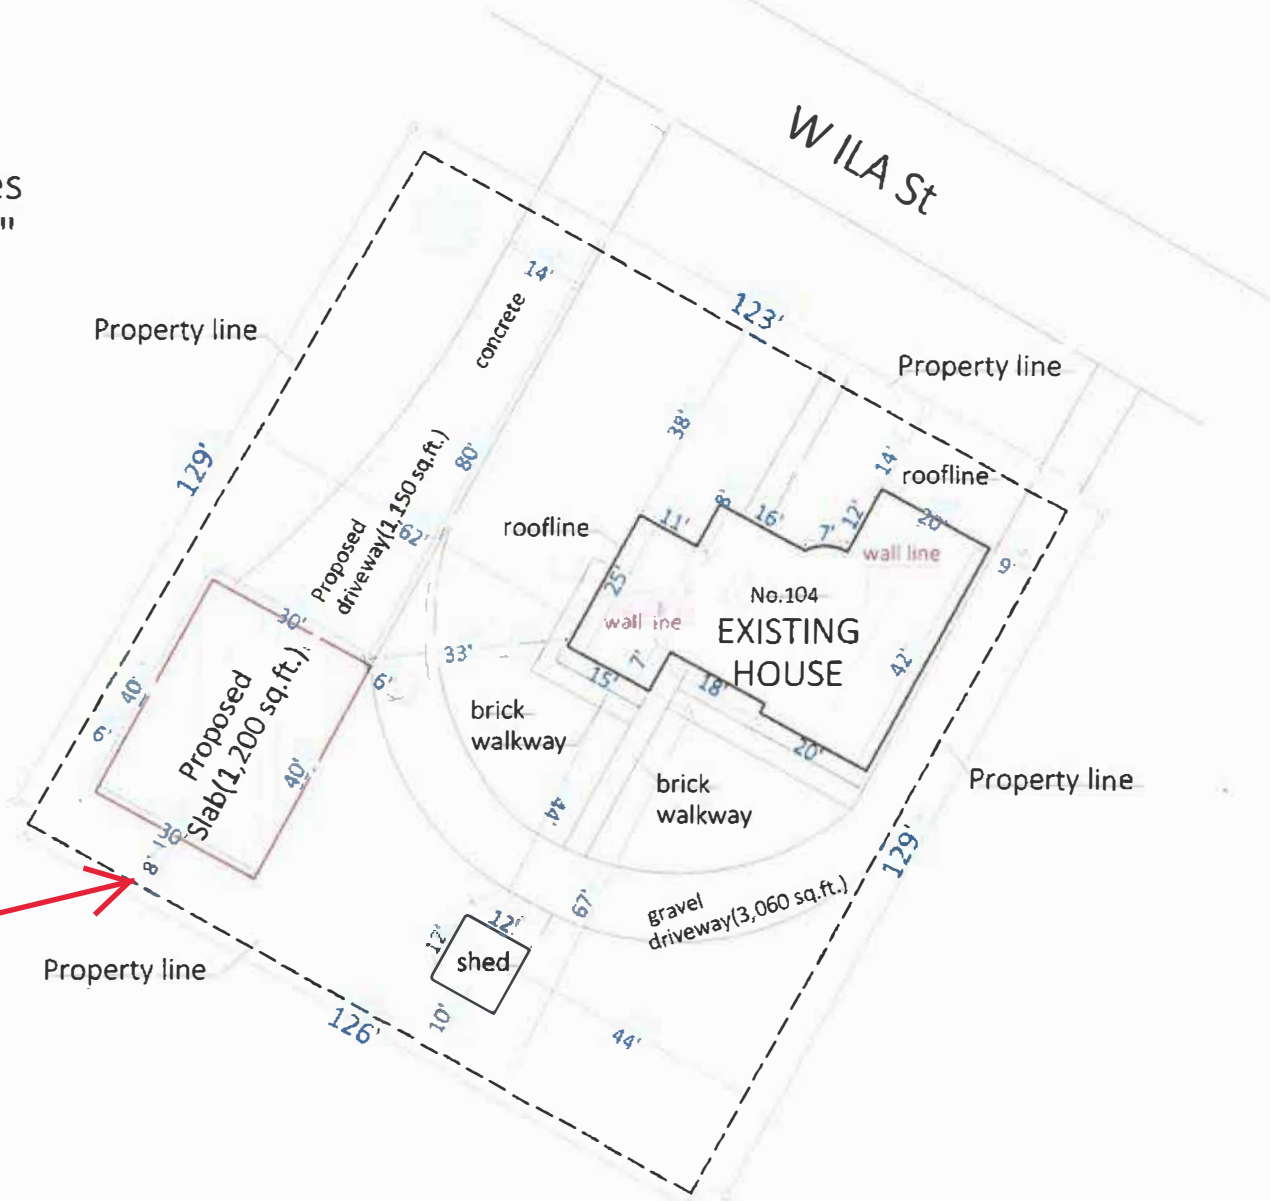 es
"
W ILA St
14'
concrete
123'
Property line
Property line
38'
129'
80'
14'
roofline
Proposed
driveway(1,150 sq.ft.)
62'
roofline
11'
8'
16'
7'
12'
20'
wall line
9'
25'
No.104
EXISTING
HOUSE
wall ine
30'
33'
7'
15'
18'
42'
6'
40'
6'
Proposed
Slab(1,200 sq.ft.)
40'
brick
walkway
20'
brick
walkway
Property line
44'
30'
8'
129'
67'
gravel
driveway(3,060 sq.ft.)
12'
12'
shed
Property line
10'
126'
44'